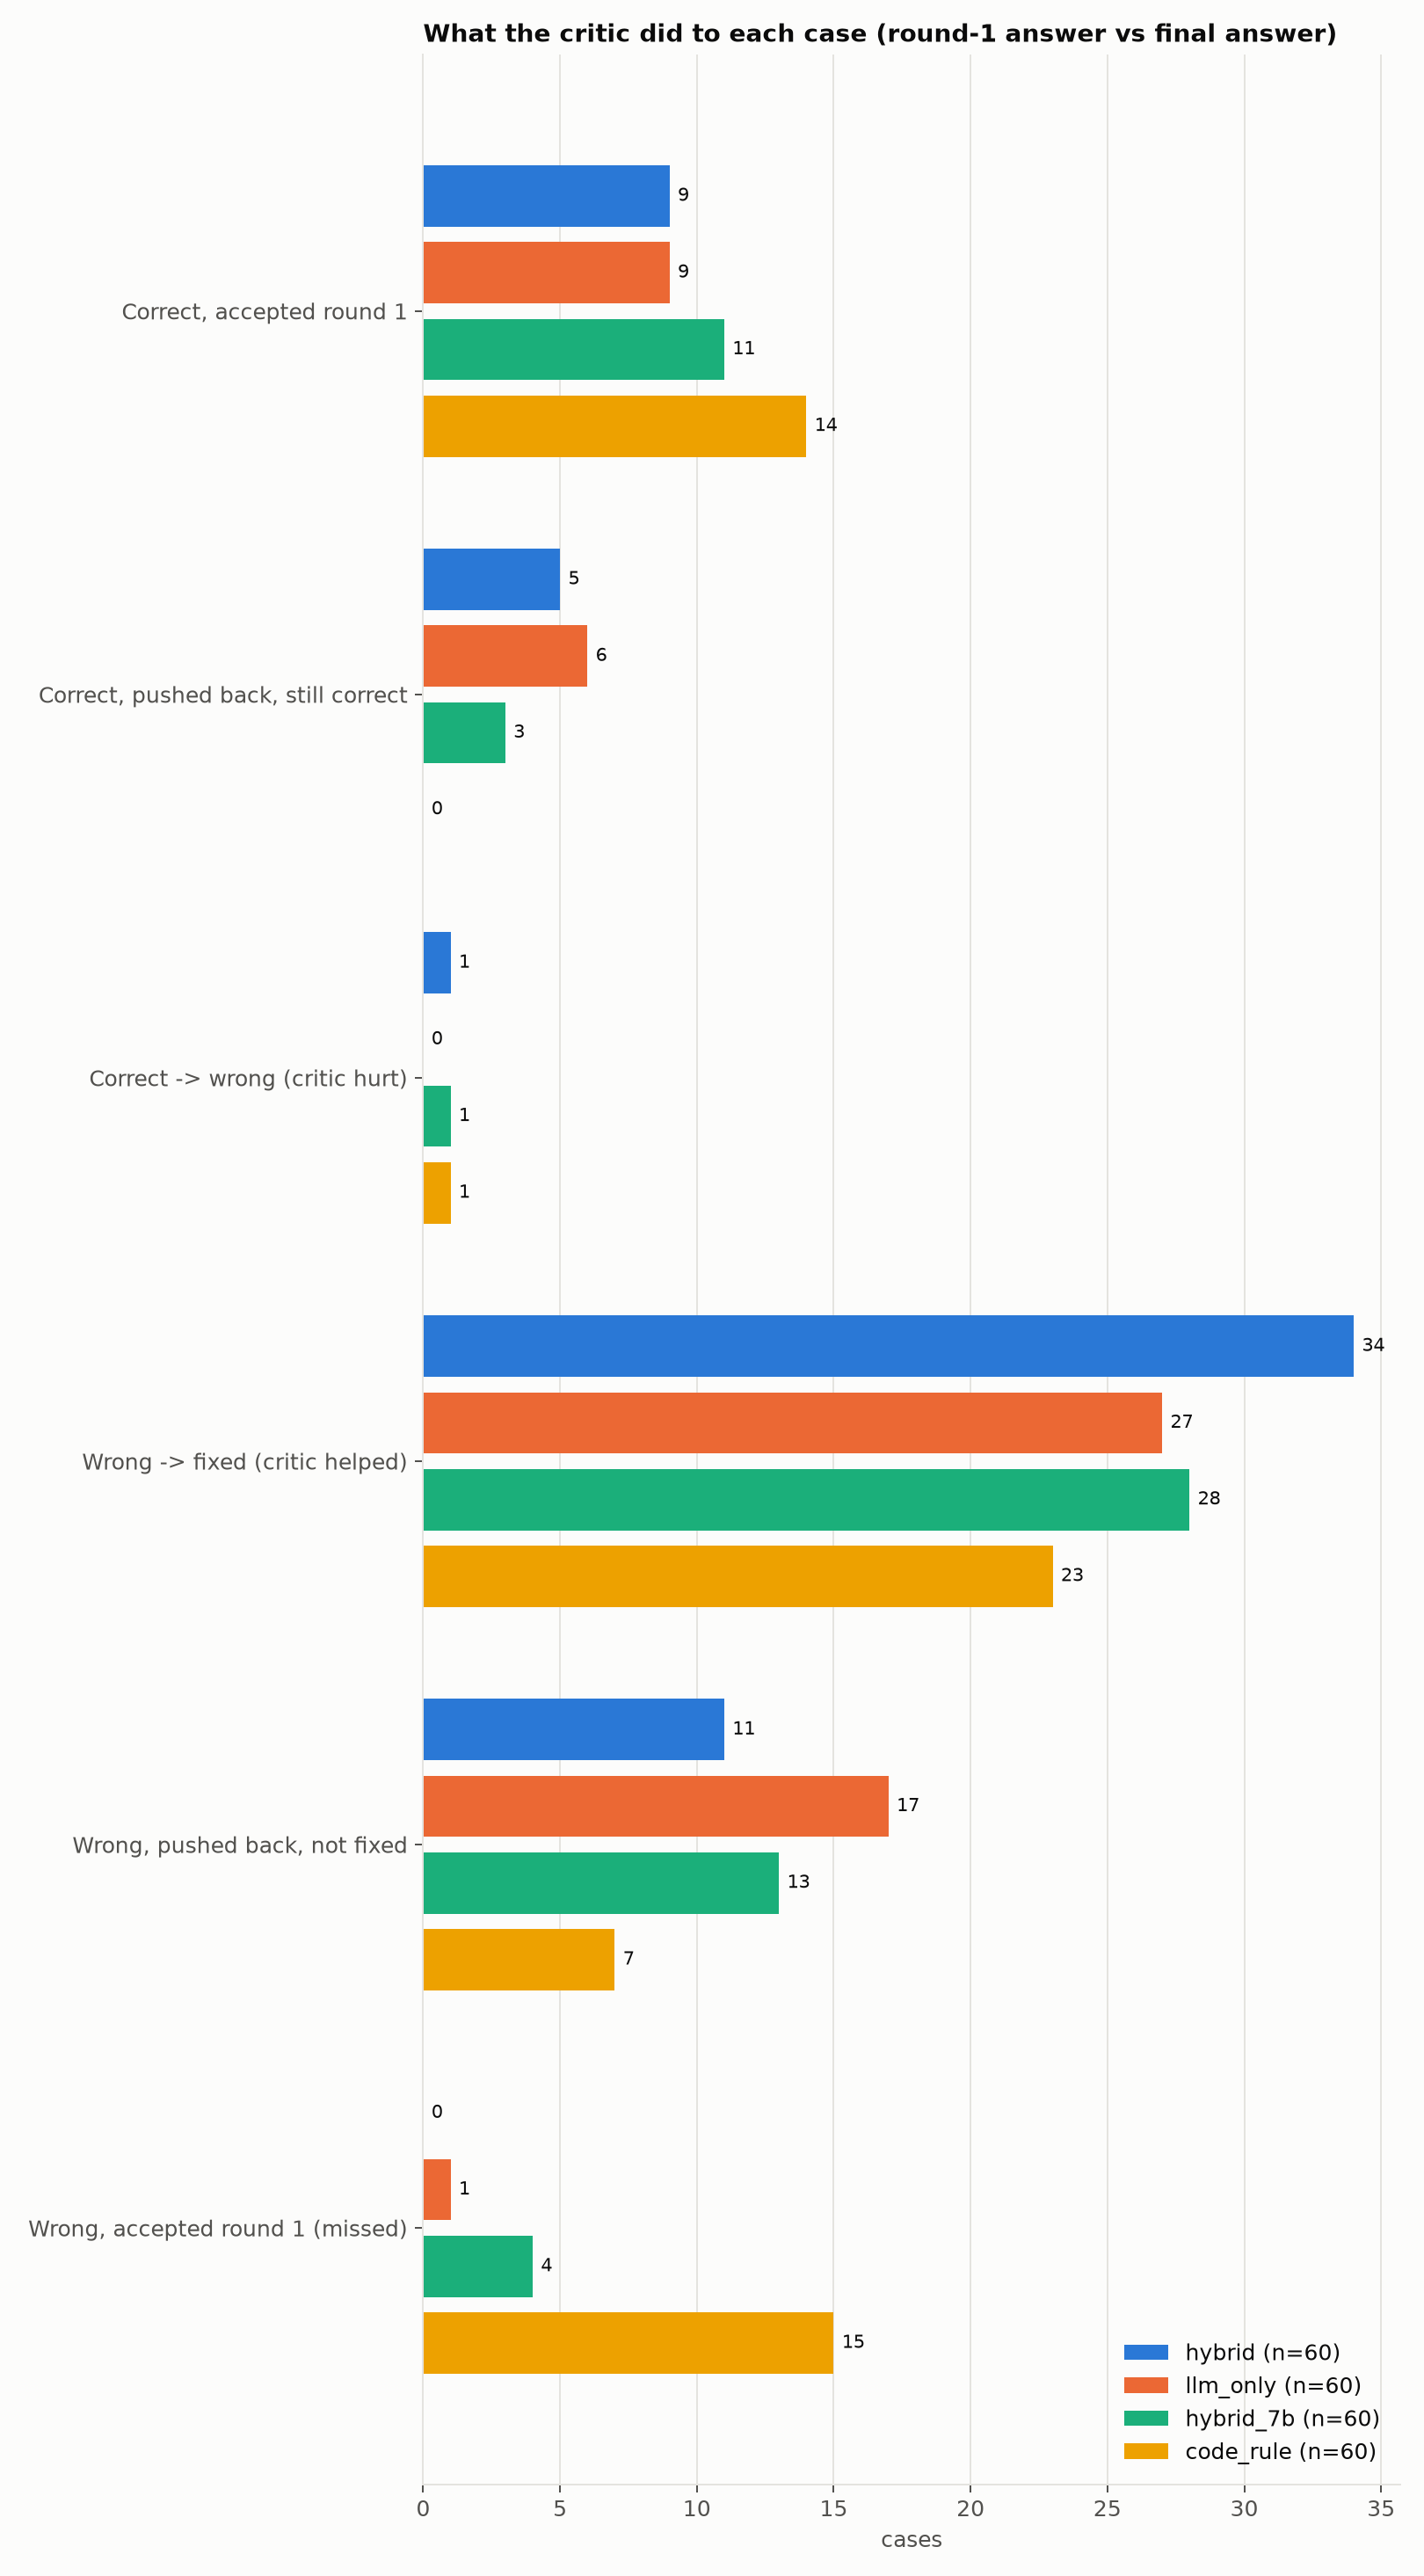 What the critic did to each case (round-1 answer vs final answer)
9
9
Correct, accepted round 1
11
14
5
6
Correct, pushed back, still correct
3
0
1
0
Correct -> wrong (critic hurt)
1
1
34
27
Wrong -> fixed (critic helped)
28
23
11
17
Wrong, pushed back, not fixed
13
7
0
1
Wrong, accepted round 1 (missed)
4
15
hybrid (n=60)
llm_only (n=60)
hybrid_7b (n=60)
code_rule (n=60)
0 5 10 15 20 25 30 35
cases